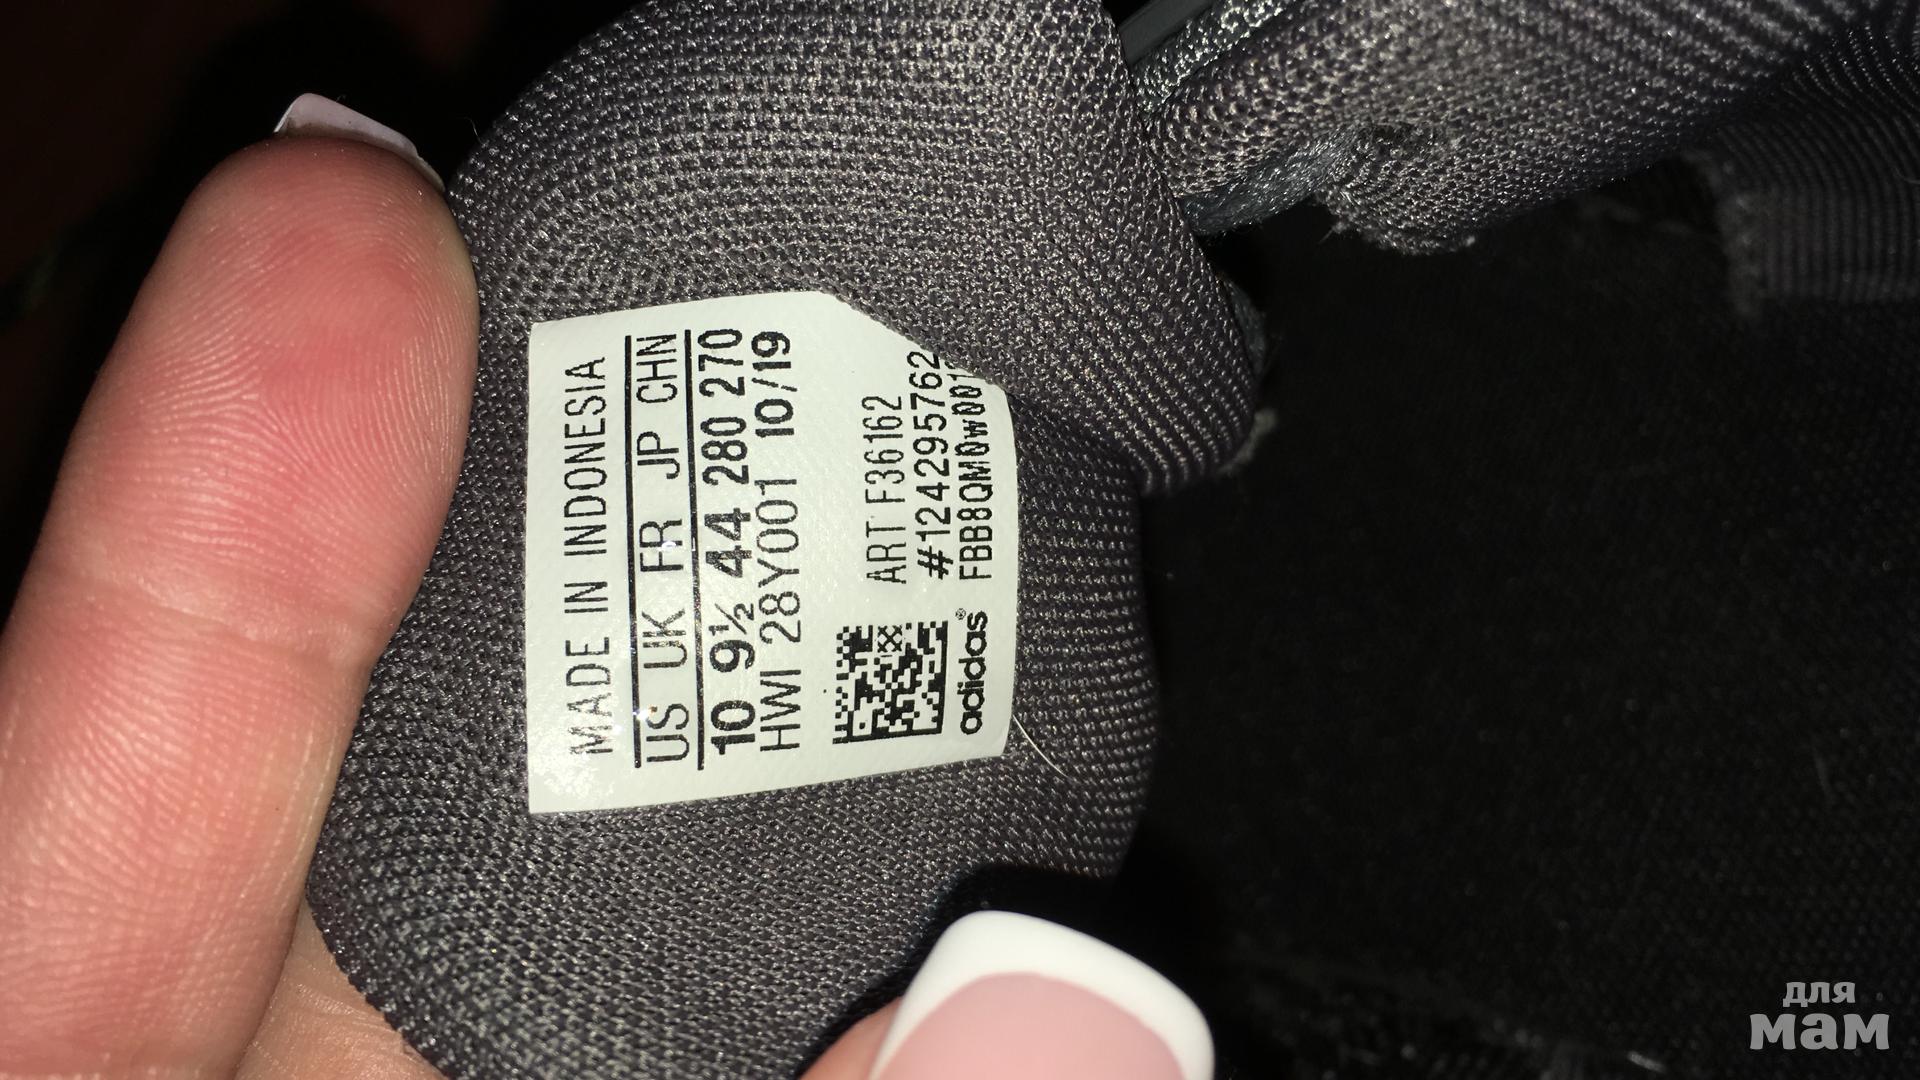 MADE IN INDONESIA
US UK FR JP CHN
10 9½ 44 280 270
HWI 28Y001 10/19
ART F36162
#124295762
adidas®
для
мам